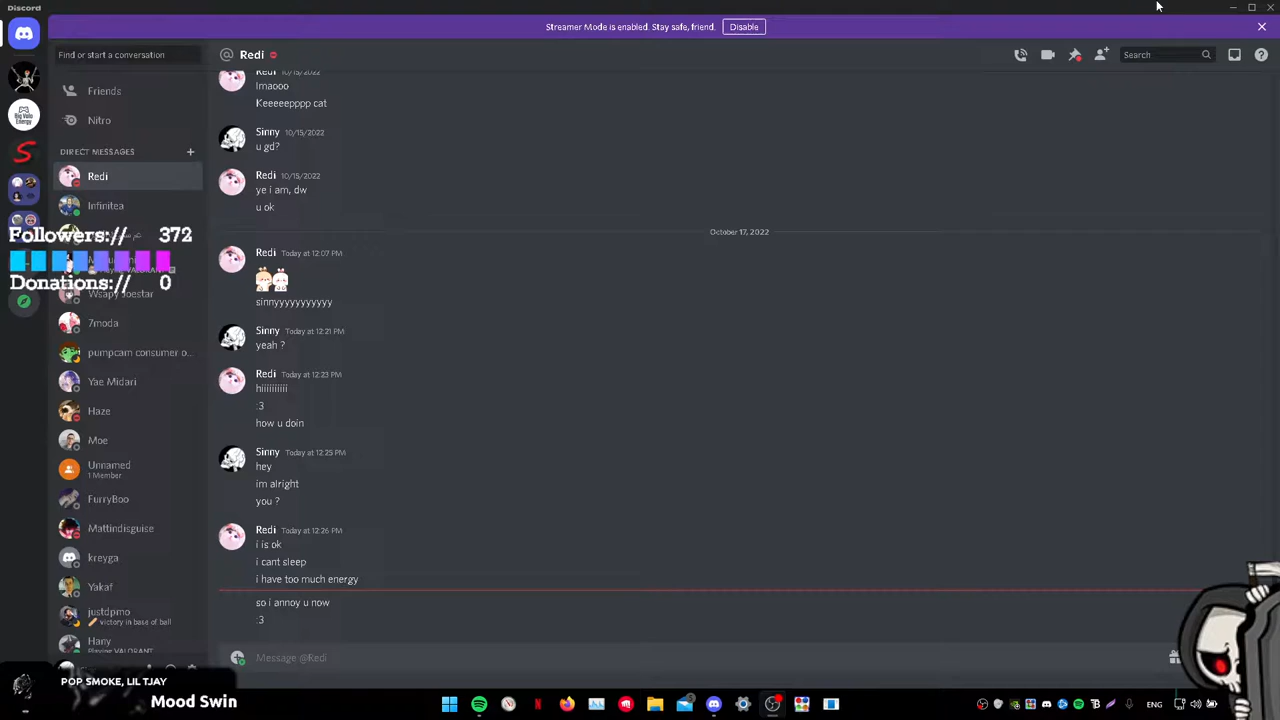 Discord
Streamer Mode is enabled. Stay safe, friend.
Disable
Find or start a conversation
Redi
Search
Friends
Nitro
DIRECT MESSAGES
Redi
Infinitea
Followers:// 372
Donations:// 0
Wsapy Joestar
7moda
pumpcam consumer o...
Yae Midari
Haze
Moe
Unnamed
1 Member
FurryBoo
Mattindisguise
kreyga
Yakaf
justdpmo
victory in base of ball
Hany
Playing VALORANT
Redi 10/15/2022
lmaooo
Keeeeepppp cat
Sinny 10/15/2022
u gd?
Redi 10/15/2022
ye i am, dw
u ok
October 17, 2022
Redi Today at 12:07 PM
sinnyyyyyyyyyy
Sinny Today at 12:21 PM
yeah ?
Redi Today at 12:23 PM
hiiiiiiiiii
:3
how u doin
Sinny Today at 12:25 PM
hey
im alright
you ?
Redi Today at 12:26 PM
i is ok
i cant sleep
i have too much energy
so i annoy u now
:3
Message @Redi
POP SMOKE, LIL TJAY
Mood Swin
ENG